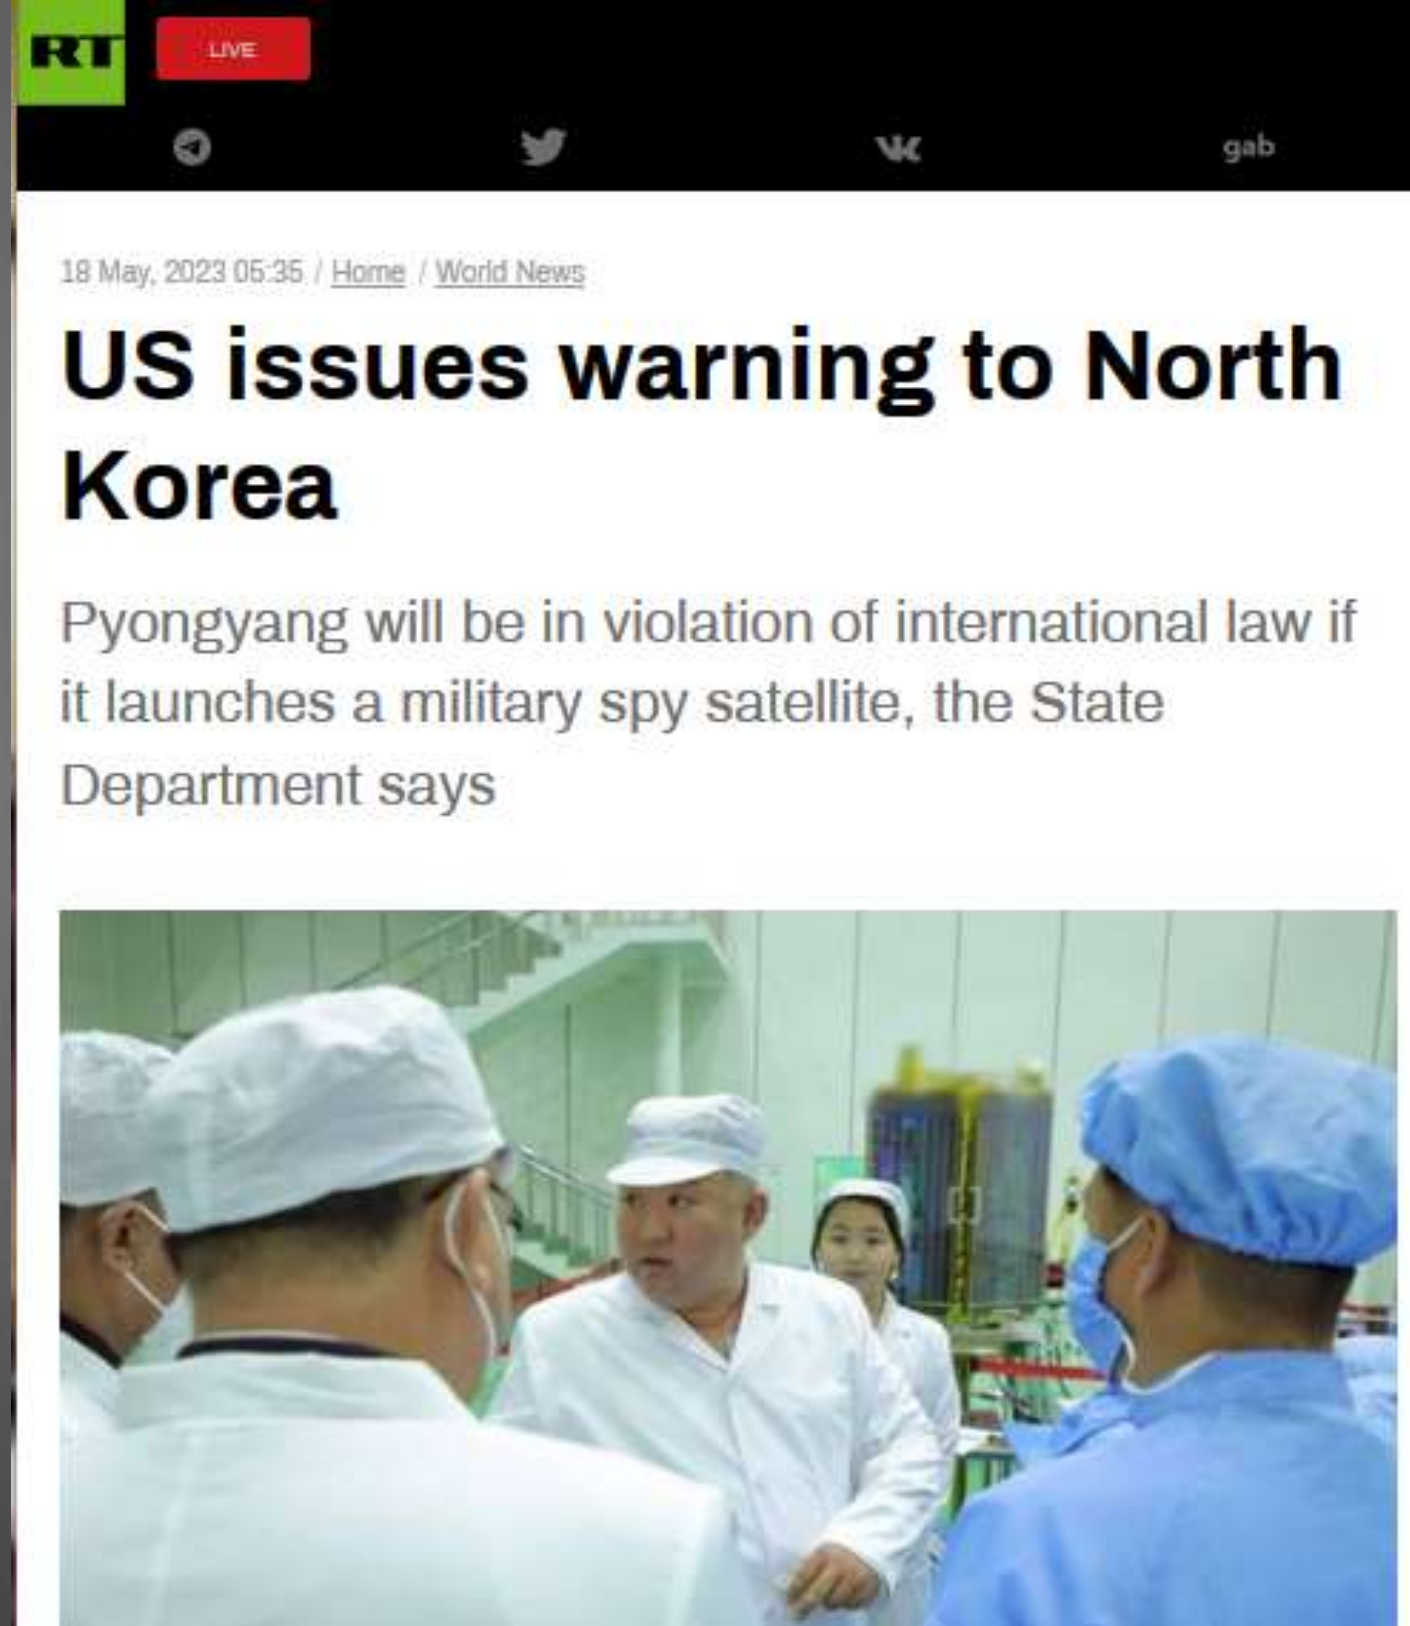 RT
LIVE
gab
18 May, 2023 05:35 / Home / World News
US issues warning to North
Korea
Pyongyang will be in violation of international law if
it launches a military spy satellite, the State
Department says